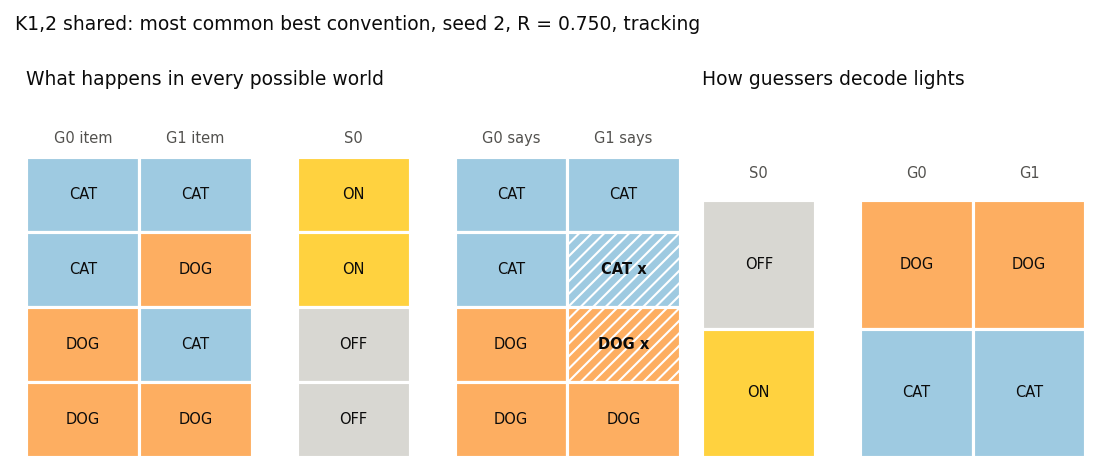 K1,2 shared: most common best convention, seed 2, R = 0.750, tracking
What happens in every possible world
G0 item G1 item S0 G0 says G1 says
CAT CAT ON CAT CAT
CAT DOG ON CAT CAT x
DOG CAT OFF DOG DOG x
DOG DOG OFF DOG DOG
How guessers decode lights
S0 G0 G1
OFF DOG DOG
ON CAT CAT